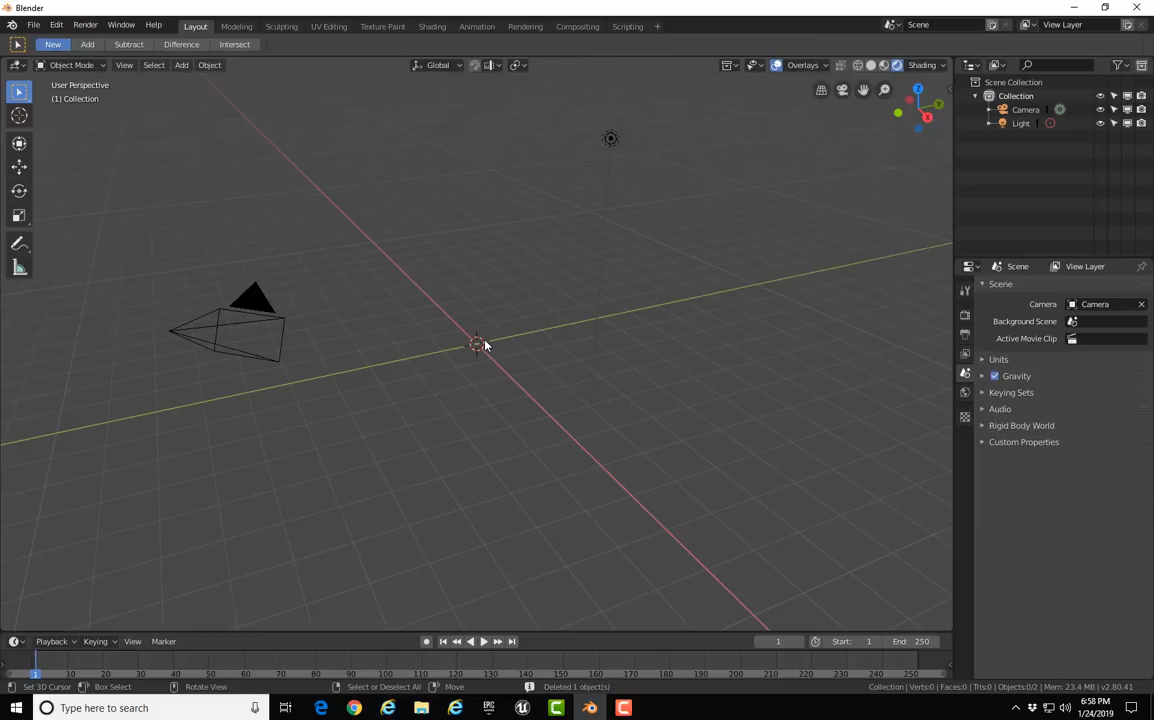 Blender
File Edit Render Window Help
Layout Modeling Sculpting UV Editing Texture Paint Shading Animation Rendering Compositing Scripting +
Scene View Layer
New Add Subtract Difference Intersect
Object Mode View Select Add Object
Global
Overlays Shading
User Perspective
(1) Collection
Z
Y
X
Scene Collection
Collection
Camera
Light
Scene View Layer
Scene
Camera Camera
Background Scene
Active Movie Clip
Units
Gravity
Keying Sets
Audio
Rigid Body World
Custom Properties
Playback Keying View Marker
1 Start: 1 End: 250
1 10 20 30 40 50 60 70 80 90 100 110 120 130 140 150 160 170 180 190 200 210 220 230 240 250
Set 3D Cursor Box Select Rotate View Select or Deselect All Move Deleted 1 object(s) Collection | Verts:0 | Faces:0 | Tris:0 | Objects:0/2 | Mem: 23.4 MB | v2.80.41
Type here to search
EPIC
GAMES
6:58 PM
1/24/2019